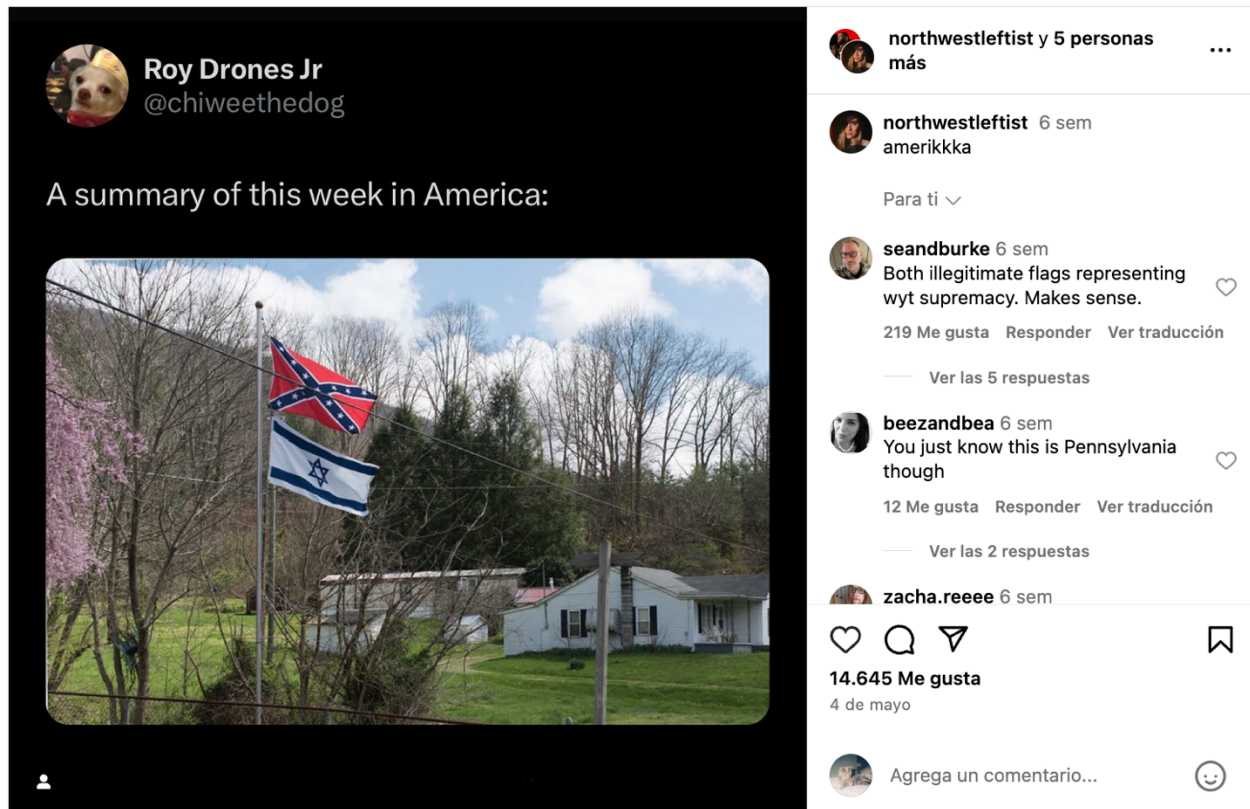 Roy Drones Jr
@chiweethedog
A summary of this week in America:
northwestleftist y 5 personas
más
northwestleftist 6 sem
amerikkka
Para ti
seandburke 6 sem
Both illegitimate flags representing
wyt supremacy. Makes sense.
219 Me gusta Responder Ver traducción
Ver las 5 respuestas
beezandbea 6 sem
You just know this is Pennsylvania
though
12 Me gusta Responder Ver traducción
Ver las 2 respuestas
zacha.reeee 6 sem
14.645 Me gusta
4 de mayo
Agrega un comentario...